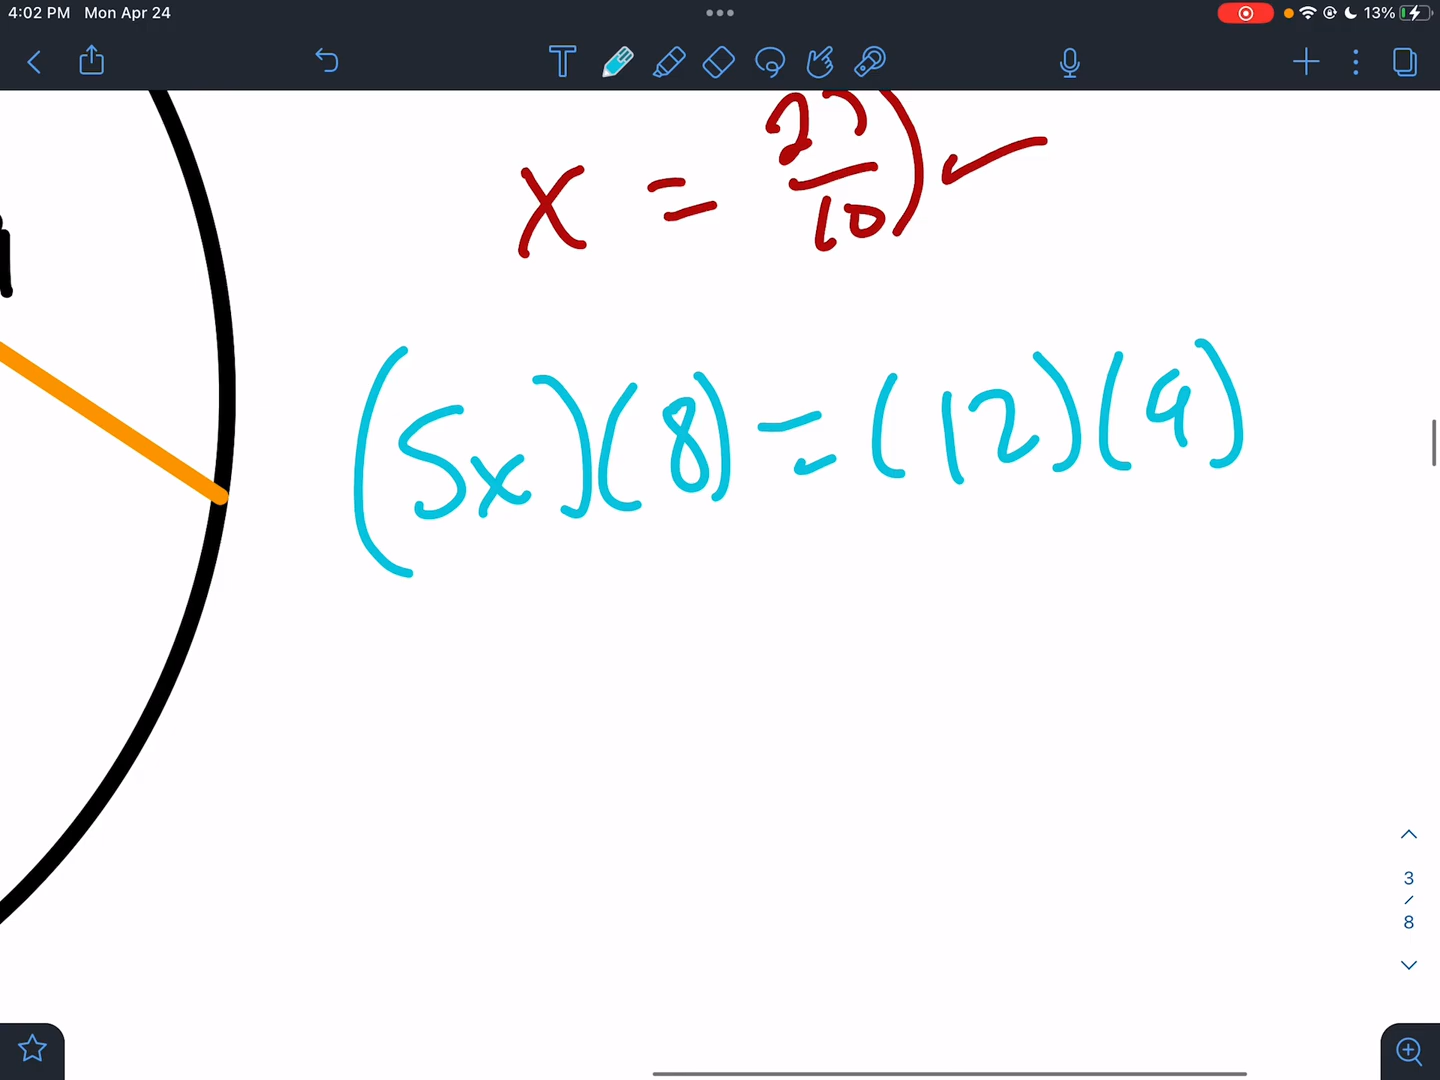 4:02 PM Mon Apr 24
13%
x = 27/10
(5x)(8) = (12)(9)
3
/
8